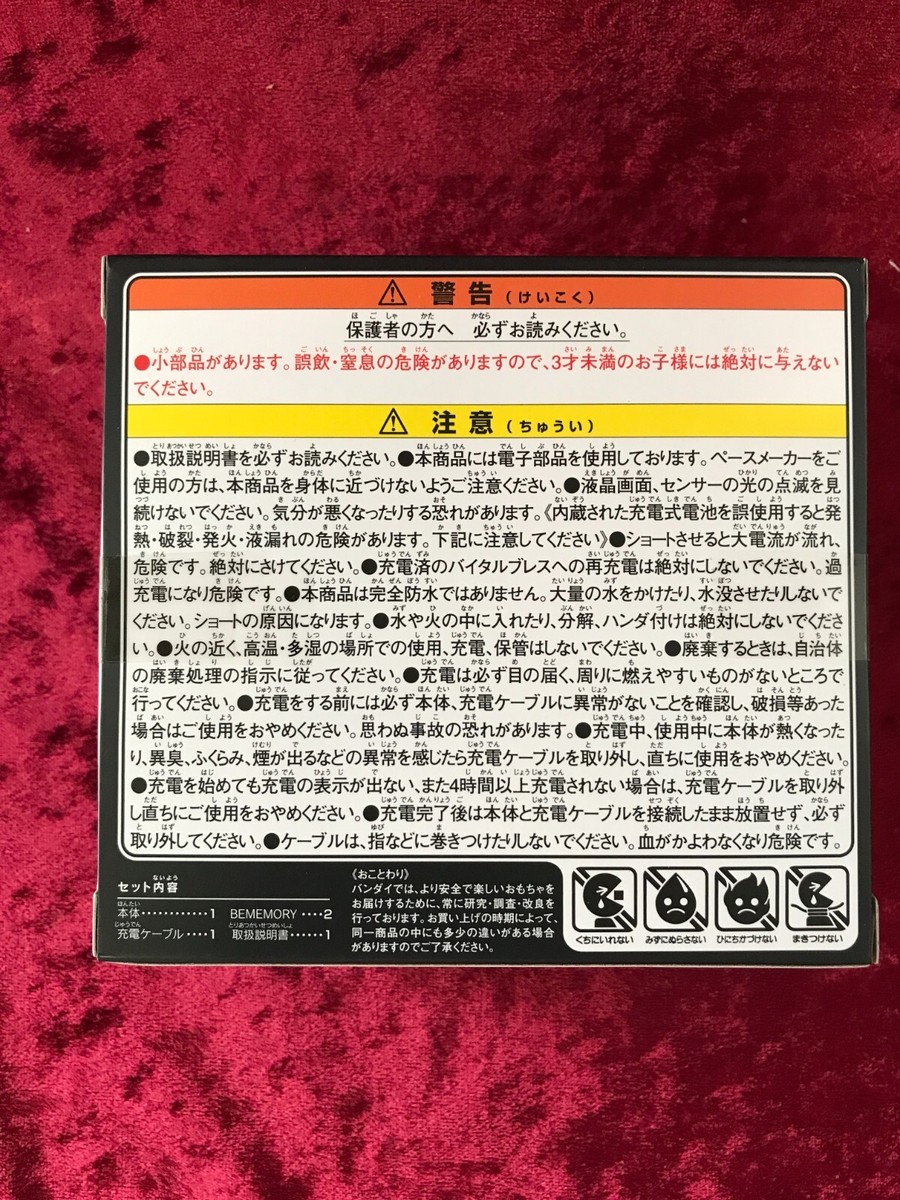 ⚠ 警告(けいこく)
保護者の方へ 必ずお読みください。
●小部品があります。誤飲・窒息の危険がありますので、3才未満のお子様には絶対に与えない
でください。
⚠ 注意(ちゅうい)
●取扱説明書を必ずお読みください。●本商品には電子部品を使用しております。ペースメーカーをご
使用の方は、本商品を身体に近づけないようご注意ください。●液晶画面、センサーの光の点滅を見
続けないでください。気分が悪くなったりする恐れがあります。《内蔵された充電式電池を誤使用すると発
熱・破裂・発火・液漏れの危険があります。下記に注意してください》●ショートさせると大電流が流れ、
危険です。絶対にさけてください。●充電済のバイタルブレスへの再充電は絶対にしないでください。過
充電になり危険です。●本商品は完全防水ではありません。大量の水をかけたり、水没させたりしないで
ください。ショートの原因になります。●水や火の中に入れたり、分解、ハンダ付けは絶対にしないでくださ
い。●火の近く、高温・多湿の場所での使用、充電、保管はしないでください。●廃棄するときは、自治体
の廃棄処理の指示に従ってください。●充電は必ず目の届く、周りに燃えやすいものがないところで
行ってください。●充電をする前には必ず本体、充電ケーブルに異常がないことを確認し、破損等あった
場合はご使用をおやめください。思わぬ事故の恐れがあります。●充電中、使用中に本体が熱くなった
り、異臭、ふくらみ、煙が出るなどの異常を感じたら充電ケーブルを取り外し、直ちに使用をおやめください。
●充電を始めても充電の表示が出ない、また4時間以上充電されない場合は、充電ケーブルを取り外
し直ちにご使用をおやめください。●充電完了後は本体と充電ケーブルを接続したまま放置せず、必ず
取り外してください。●ケーブルは、指などに巻きつけたりしないでください。血がかよわなくなり危険です。
セット内容
本体…………1 BEMEMORY ‥‥2
充電ケーブル‥‥1 取扱説明書……1
《おことわり》
バンダイでは、より安全で楽しいおもちゃを
お届けするために、常に研究・調査・改良を
行っております。お買い上げの時期によって、
同一商品の中にも多少の違いがある場合
がありますのでご了承ください。
くちにいれない みずにぬらさない ひにちかづけない まきつけない